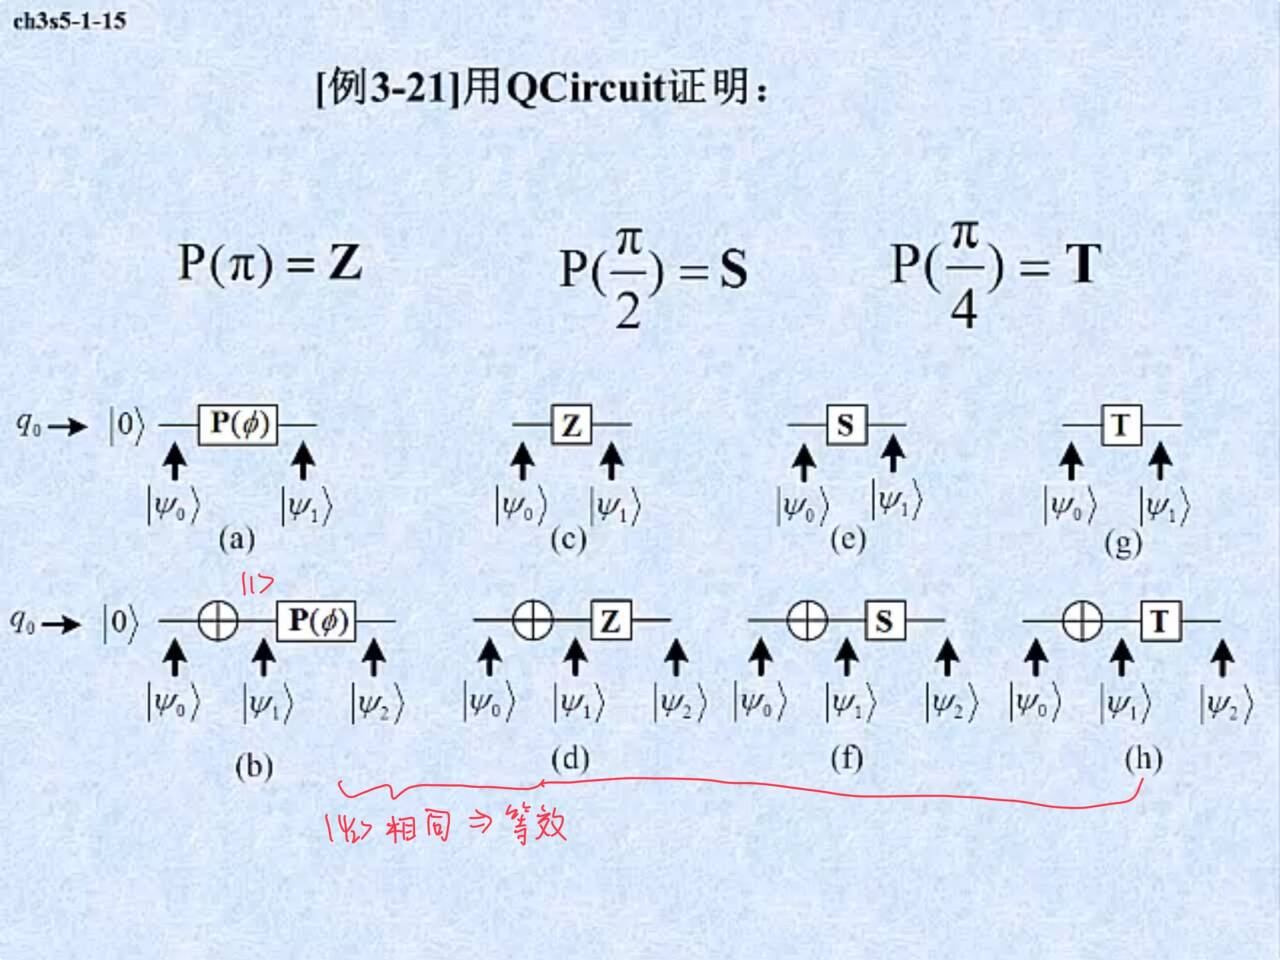 ch3s5-1-15
[例3-21]用QCircuit证明：
P(π) = Z P(π/2) = S P(π/4) = T
q₀ → |0⟩ P(ϕ) Z S T
|ψ₀⟩ |ψ₁⟩ |ψ₀⟩ |ψ₁⟩ |ψ₀⟩ |ψ₁⟩ |ψ₀⟩ |ψ₁⟩
(a) (c) (e) (g)
|1⟩
q₀ → |0⟩ ⊕ P(ϕ) ⊕ Z ⊕ S ⊕ T
|ψ₀⟩ |ψ₁⟩ |ψ₂⟩ |ψ₀⟩ |ψ₁⟩ |ψ₂⟩ |ψ₀⟩ |ψ₁⟩ |ψ₂⟩ |ψ₀⟩ |ψ₁⟩ |ψ₂⟩
(b) (d) (f) (h)
|ψ₂⟩ 相同 ⇒ 等效